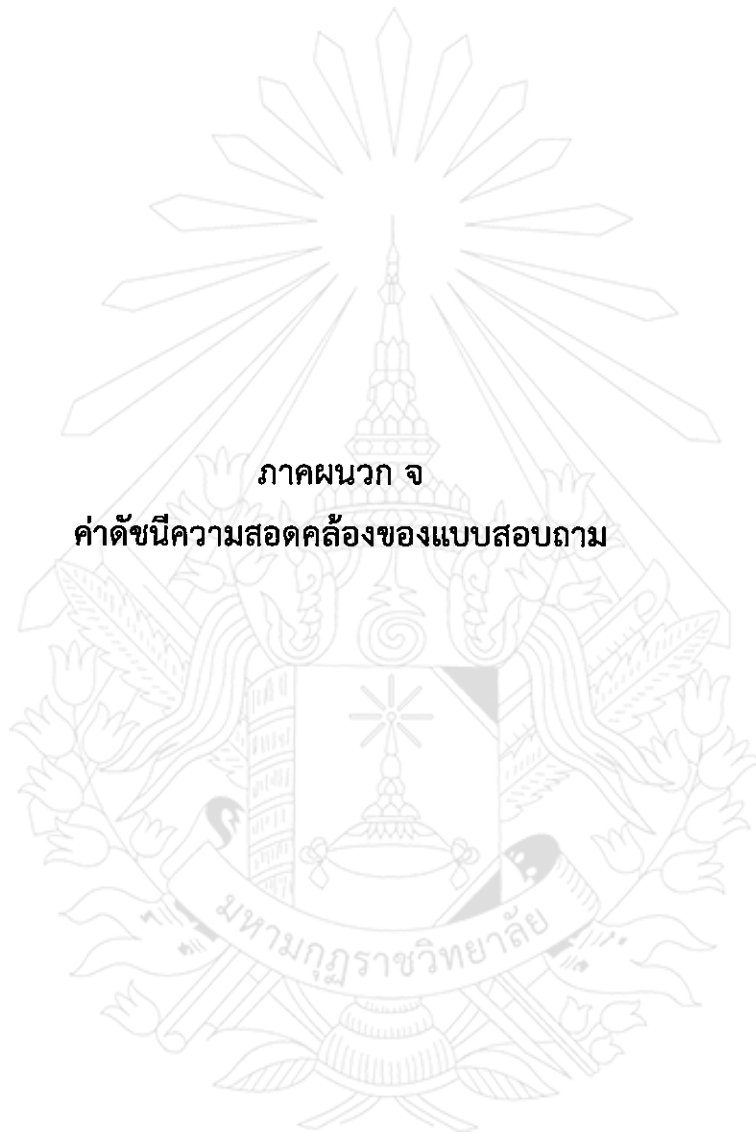 ภาคผนวก จ
ค่าดัชนีความสอดคล้องของแบบสอบถาม
มหามกุฏราชวิทยาลัย